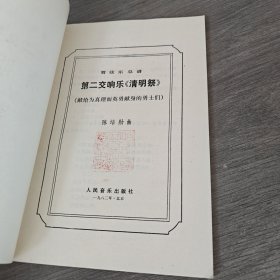 管弦乐总谱
第二交响乐《清明祭》
(献给为真理而英勇献身的勇士们)
陈培勋曲
人民音乐出版社
一九八二年·北京